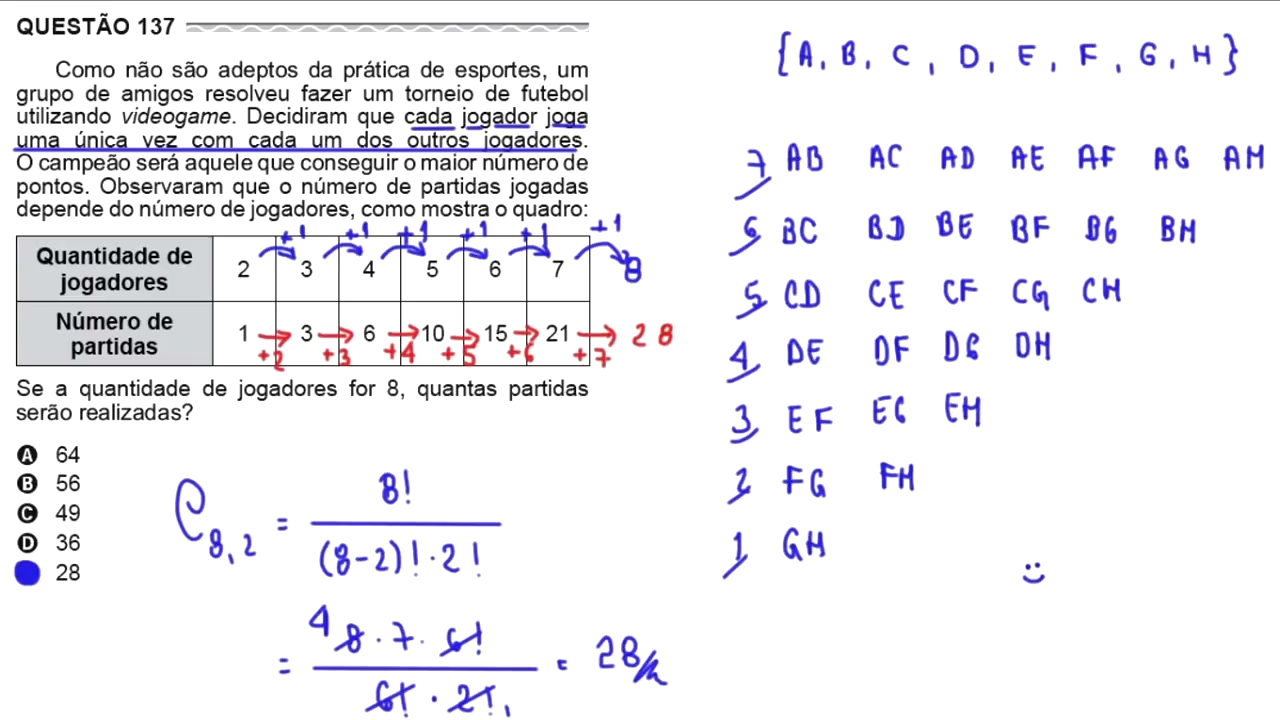 QUESTÃO 137
Como não são adeptos da prática de esportes, um
grupo de amigos resolveu fazer um torneio de futebol
utilizando videogame. Decidiram que cada jogador joga
uma única vez com cada um dos outros jogadores.
O campeão será aquele que conseguir o maior número de
pontos. Observaram que o número de partidas jogadas
depende do número de jogadores, como mostra o quadro:
+1 +1 +1 +1 +1 +1
Quantidade de jogadores 2 3 4 5 6 7 8
Número de partidas 1 3 6 10 15 21 28
+2 +3 +4 +5 +6 +7
Se a quantidade de jogadores for 8, quantas partidas
serão realizadas?
A 64
B 56
C 49
D 36
28
C8,2 = 8! / (8-2)! · 2!
= 4 8 · 7 · 6! / 6! · 2! = 28
{A, B, C, D, E, F, G, H}
7 AB AC AD AE AF AG AH
6 BC BD BE BF BG BH
5 CD CE CF CG CH
4 DE DF DG DH
3 EF EG EH
2 FG FH
1 GH